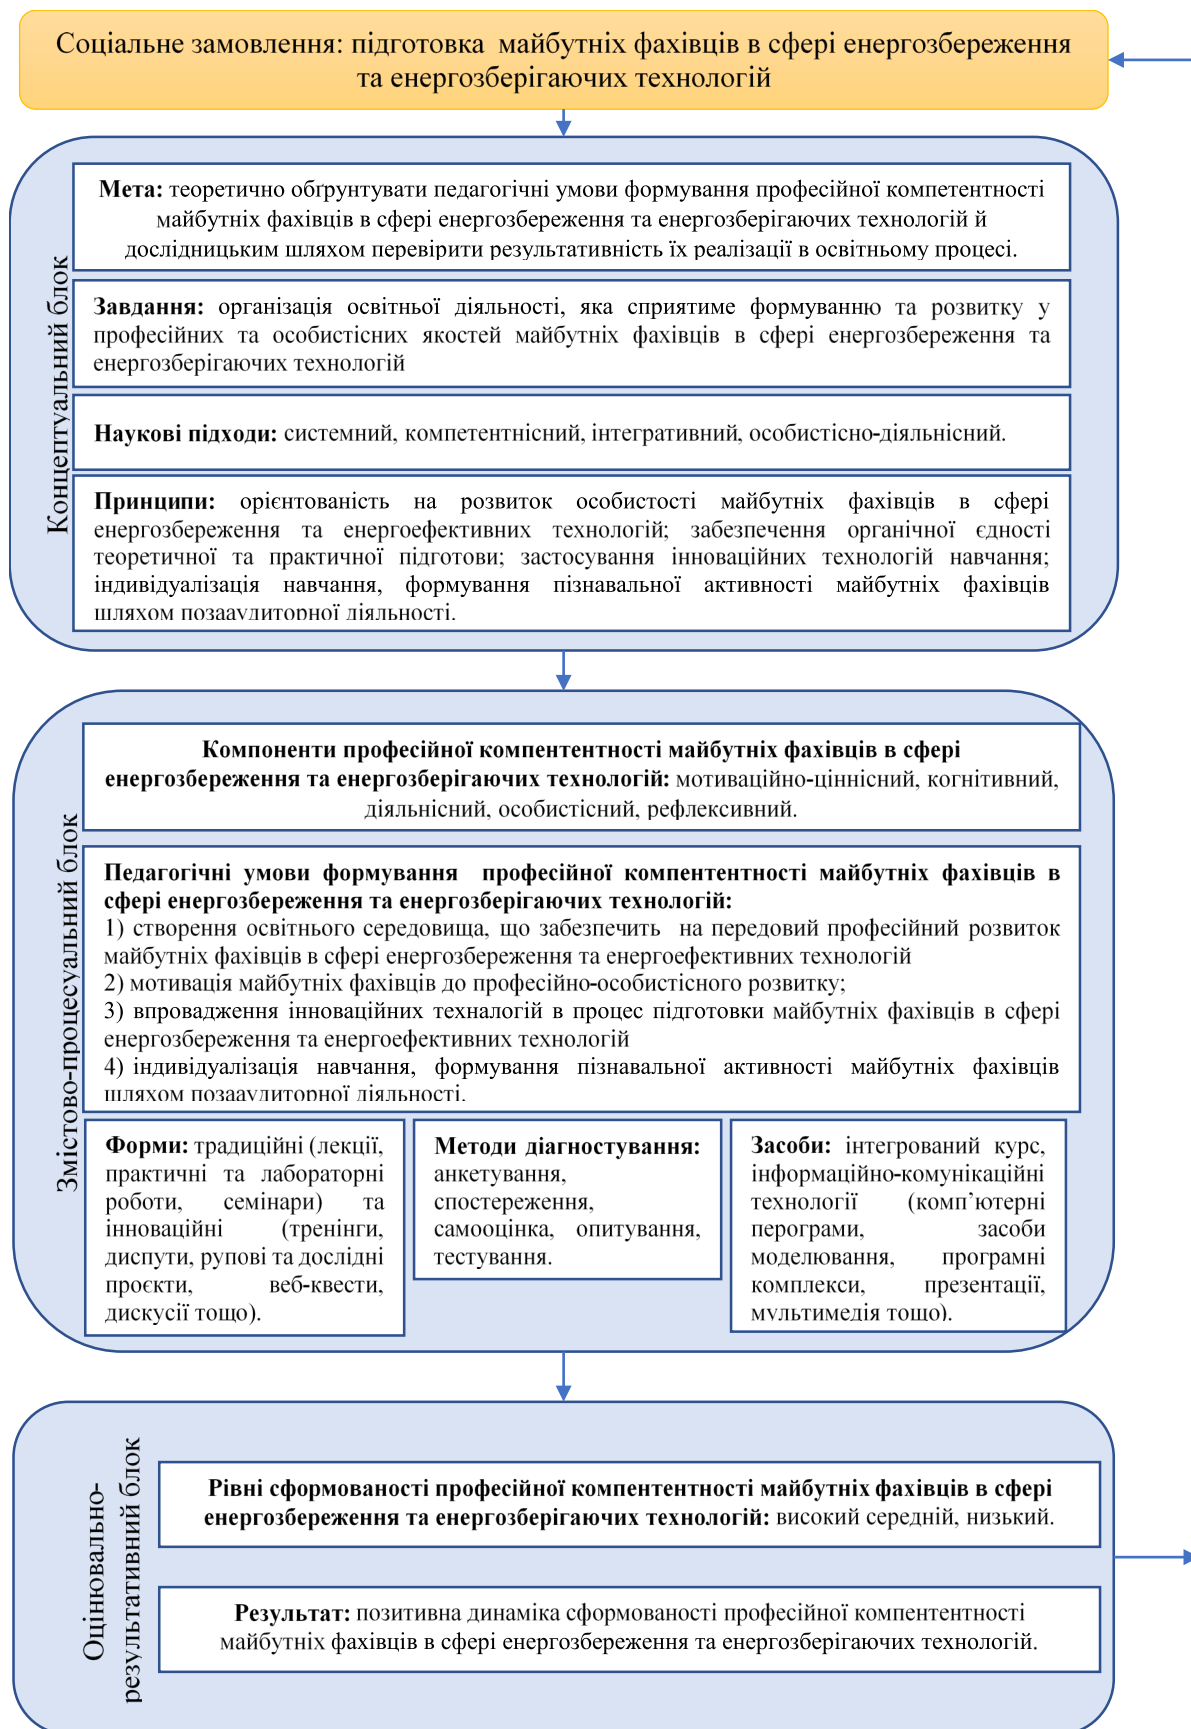 Соціальне замовлення: підготовка майбутніх фахівців в сфері енергозбереження
та енергозберігаючих технологій
Концептуальний блок
Мета: теоретично обґрунтувати педагогічні умови формування професійної компетентності
майбутніх фахівців в сфері енергозбереження та енергозберігаючих технологій й
дослідницьким шляхом перевірити результативність їх реалізації в освітньому процесі.
Завдання: організація освітньої діяльності, яка сприятиме формуванню та розвитку у
професійних та особистісних якостей майбутніх фахівців в сфері енергозбереження та
енергозберігаючих технологій
Наукові підходи: системний, компетентнісний, інтегративний, особистісно-діяльнісний.
Принципи: орієнтованість на розвиток особистості майбутніх фахівців в сфері
енергозбереження та енергоефективних технологій; забезпечення органічної єдності
теоретичної та практичної підготови; застосування інноваційних технологій навчання;
індивідуалізація навчання, формування пізнавальної активності майбутніх фахівців
шляхом позааудиторної діяльності.
Змістово-процесуальний блок
Компоненти професійної компентентності майбутніх фахівців в сфері
енергозбереження та енергозберігаючих технологій: мотиваційно-ціннісний, когнітивний,
діяльнісний, особистісний, рефлексивний.
Педагогічні умови формування професійної компентентності майбутніх фахівців в
сфері енергозбереження та енергозберігаючих технологій:
1) створення освітнього середовища, що забезпечить на передовий професійний розвиток
майбутніх фахівців в сфері енергозбереження та енергоефективних технологій
2) мотивація майбутніх фахівців до професійно-особистісного розвитку;
3) впровадження інноваційних техналогій в процес підготовки майбутніх фахівців в сфері
енергозбереження та енергоефективних технологій
4) індивідуалізація навчання, формування пізнавальної активності майбутніх фахівців
шляхом позааудиторної діяльності.
Форми: традиційні (лекції,
практичні та лабораторні
роботи, семінари) та
інноваційні (тренінги,
диспути, рупові та дослідні
проєкти, веб-квести,
дискусії тощо).
Методи діагностування:
анкетування,
спостереження,
самооцінка, опитування,
тестування.
Засоби: інтегрований курс,
інформаційно-комунікаційні
технології (комп’ютерні
перограми, засоби
моделювання, програмні
комплекси, презентації,
мультимедія тощо).
Оцінювально-
результативний блок
Рівні сформованості професійної компентентності майбутніх фахівців в сфері
енергозбереження та енергозберігаючих технологій: високий середній, низький.
Результат: позитивна динаміка сформованості професійної компентентності
майбутніх фахівців в сфері енергозбереження та енергозберігаючих технологій.